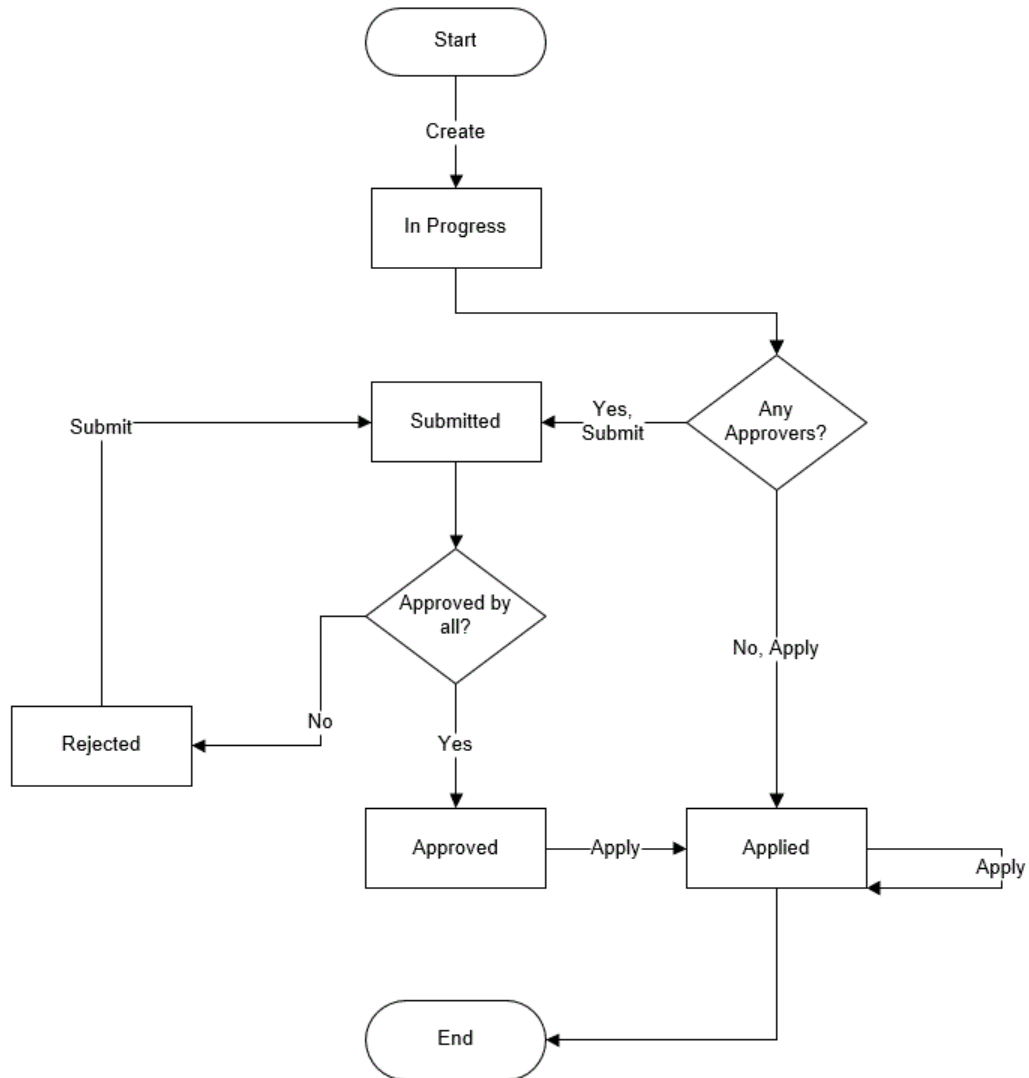 Start
Create
In Progress
Any
Approvers?
Yes,
Submit
Submitted
Submit
Approved by
all?
No, Apply
No
Yes
Rejected
Approved
Apply
Applied
Apply
End